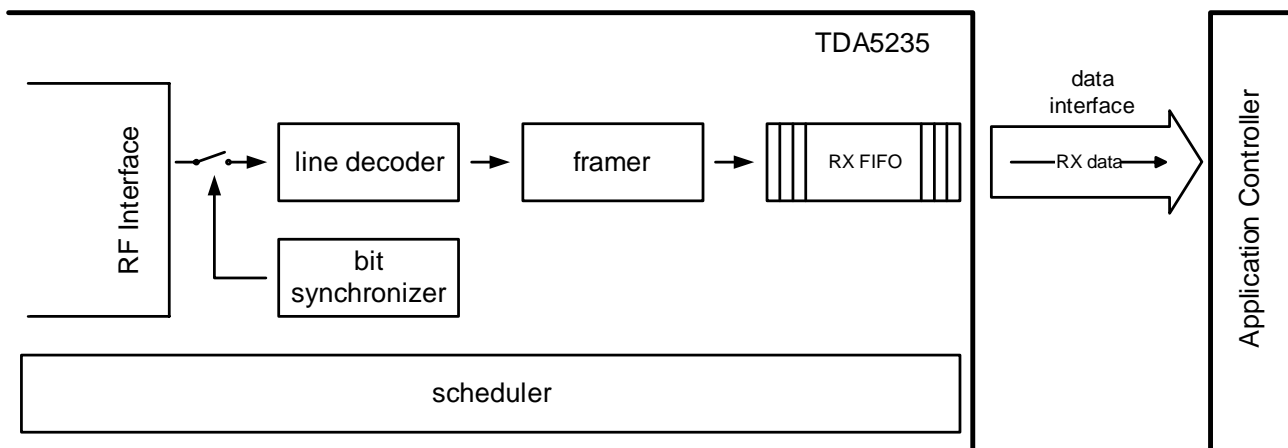 TDA5235
data
interface
RF Interface
line decoder
framer
RX FIFO
RX data
Application Controller
bit
synchronizer
scheduler